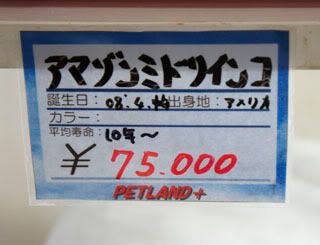 アマゾンミドリインコ
誕生日: 08.4. 出身地: アメリカ
カラー:
平均寿命: 10年～
¥ 75.000
PETLAND+